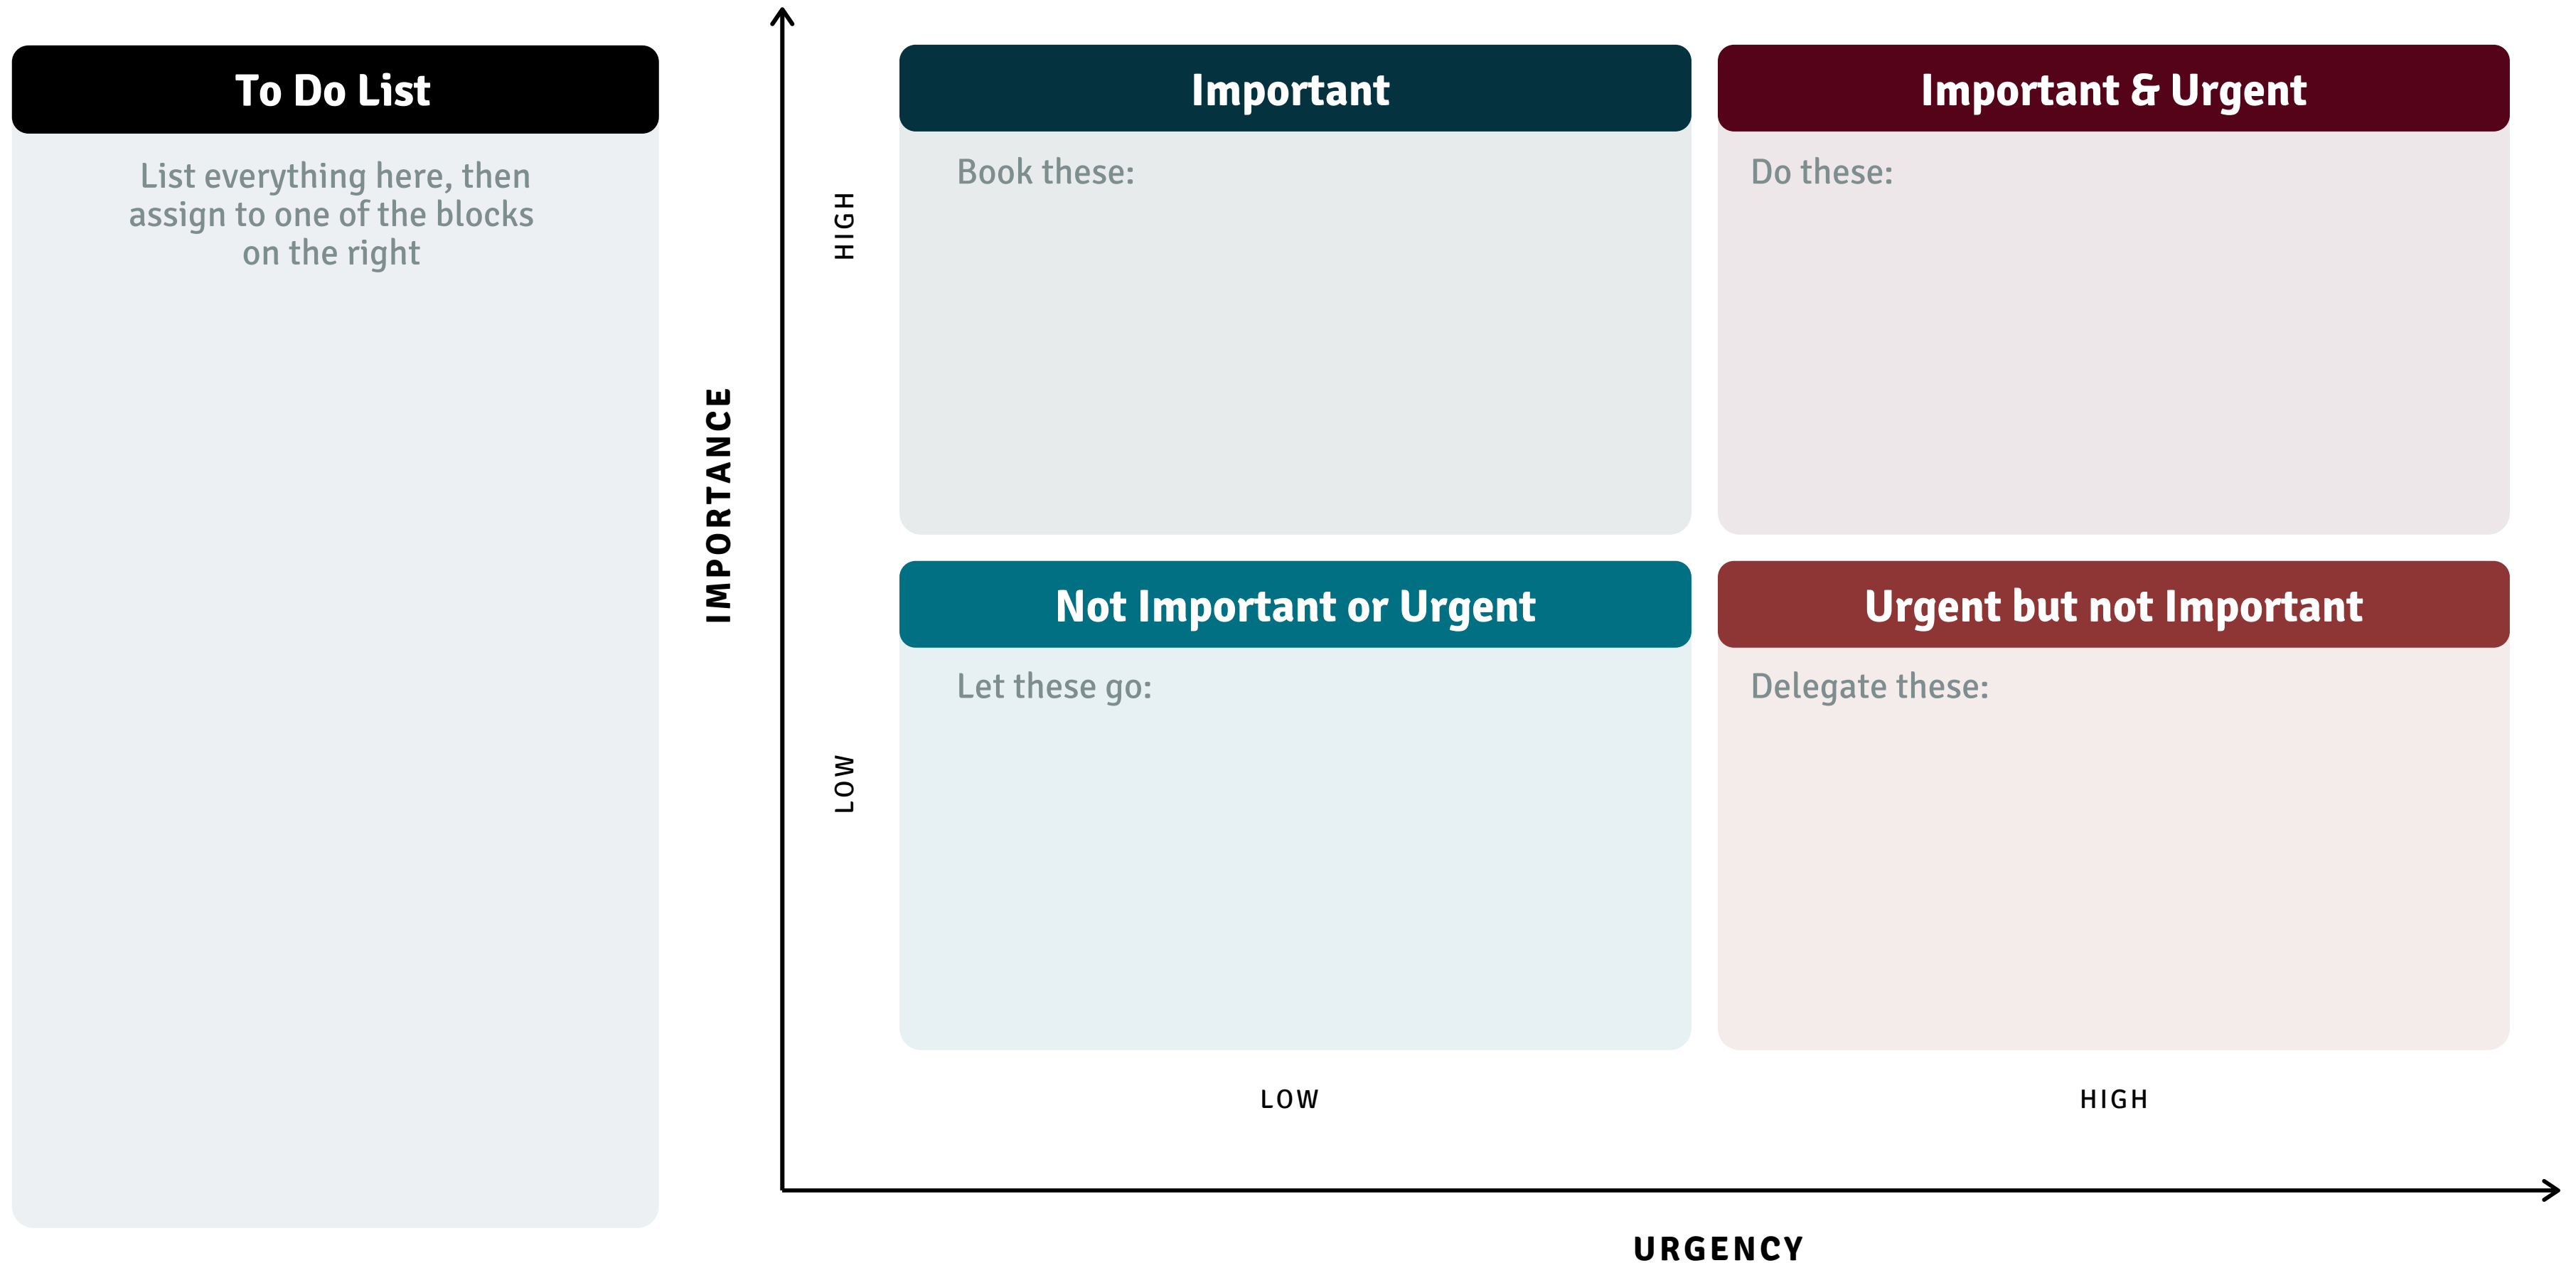 To Do List
List everything here, then
assign to one of the blocks
on the right
IMPORTANCE
HIGH
LOW
Important
Book these:
Important & Urgent
Do these:
Not Important or Urgent
Let these go:
Urgent but not Important
Delegate these:
LOW
HIGH
URGENCY